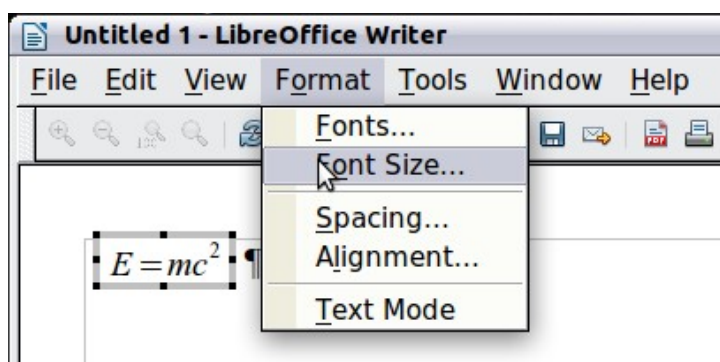 Untitled 1 - LibreOffice Writer
File Edit View Format Tools Window Help
Fonts...
Font Size...
Spacing...
Alignment...
Text Mode
E=mc² ¶